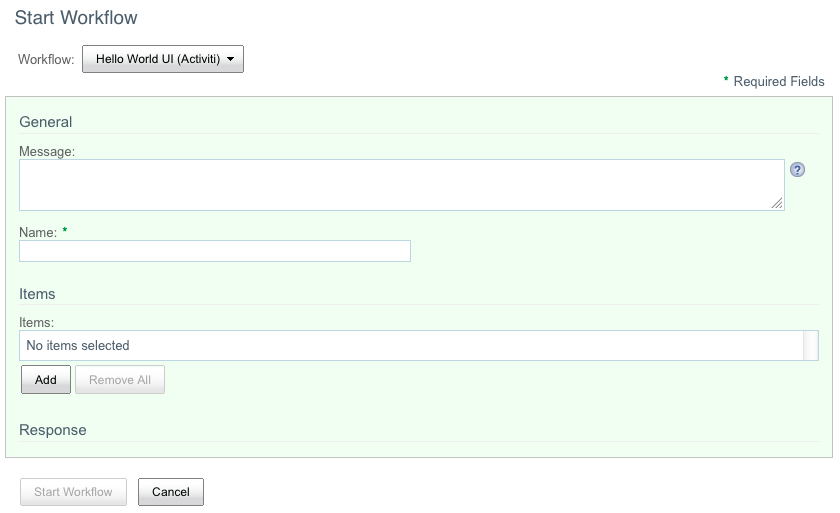 Start Workflow
Workflow: Hello World UI (Activiti)
* Required Fields
General
Message:
?
Name: *
Items
Items:
No items selected
Add Remove All
Response
Start Workflow Cancel